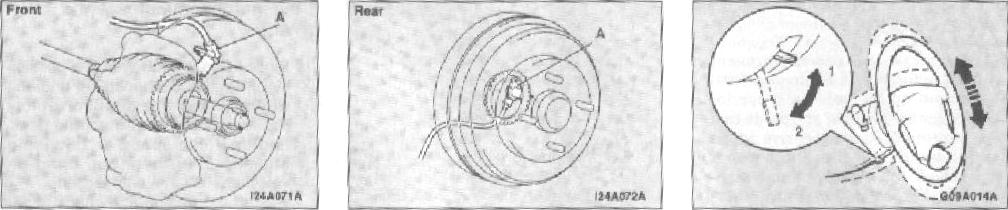 Front
A
I24A071A
Rear
A
I24A072A
1
2
G09A014A